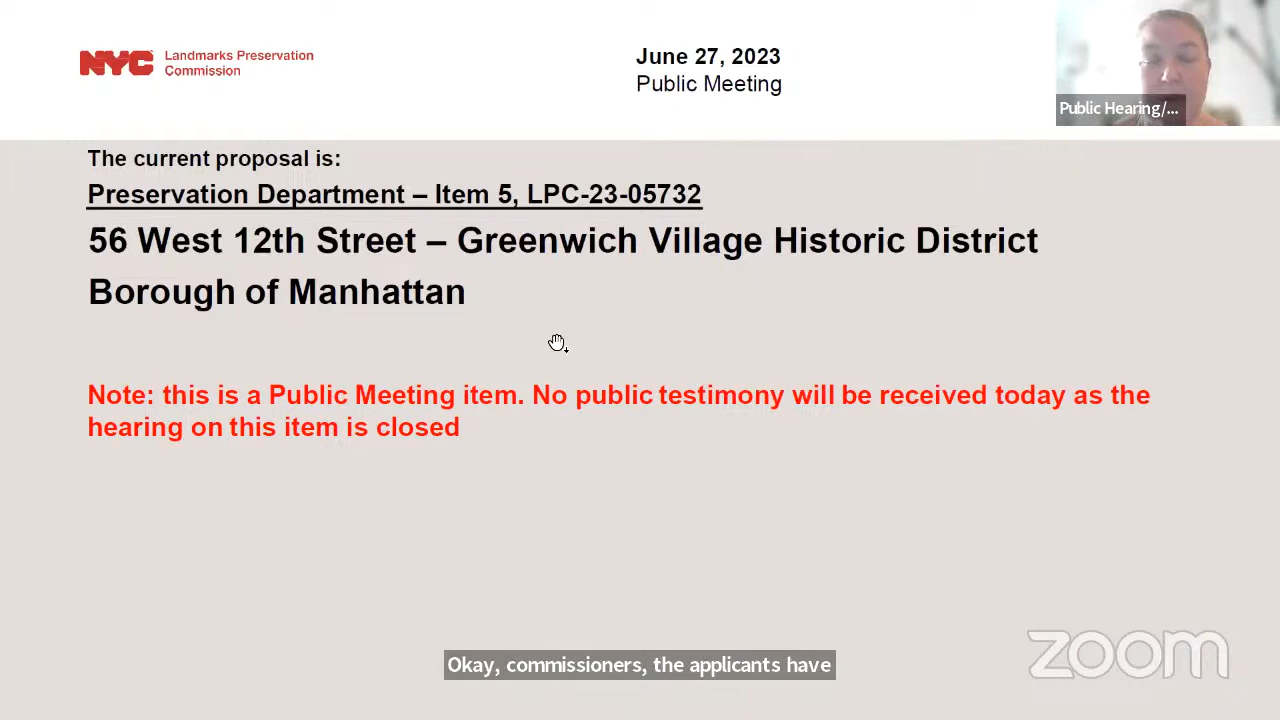 NYC Landmarks Preservation
Commission
June 27, 2023
Public Meeting
Public Hearing/...
The current proposal is:
Preservation Department – Item 5, LPC-23-05732
56 West 12th Street – Greenwich Village Historic District
Borough of Manhattan
Note: this is a Public Meeting item. No public testimony will be received today as the
hearing on this item is closed
Okay, commissioners, the applicants have
zoom